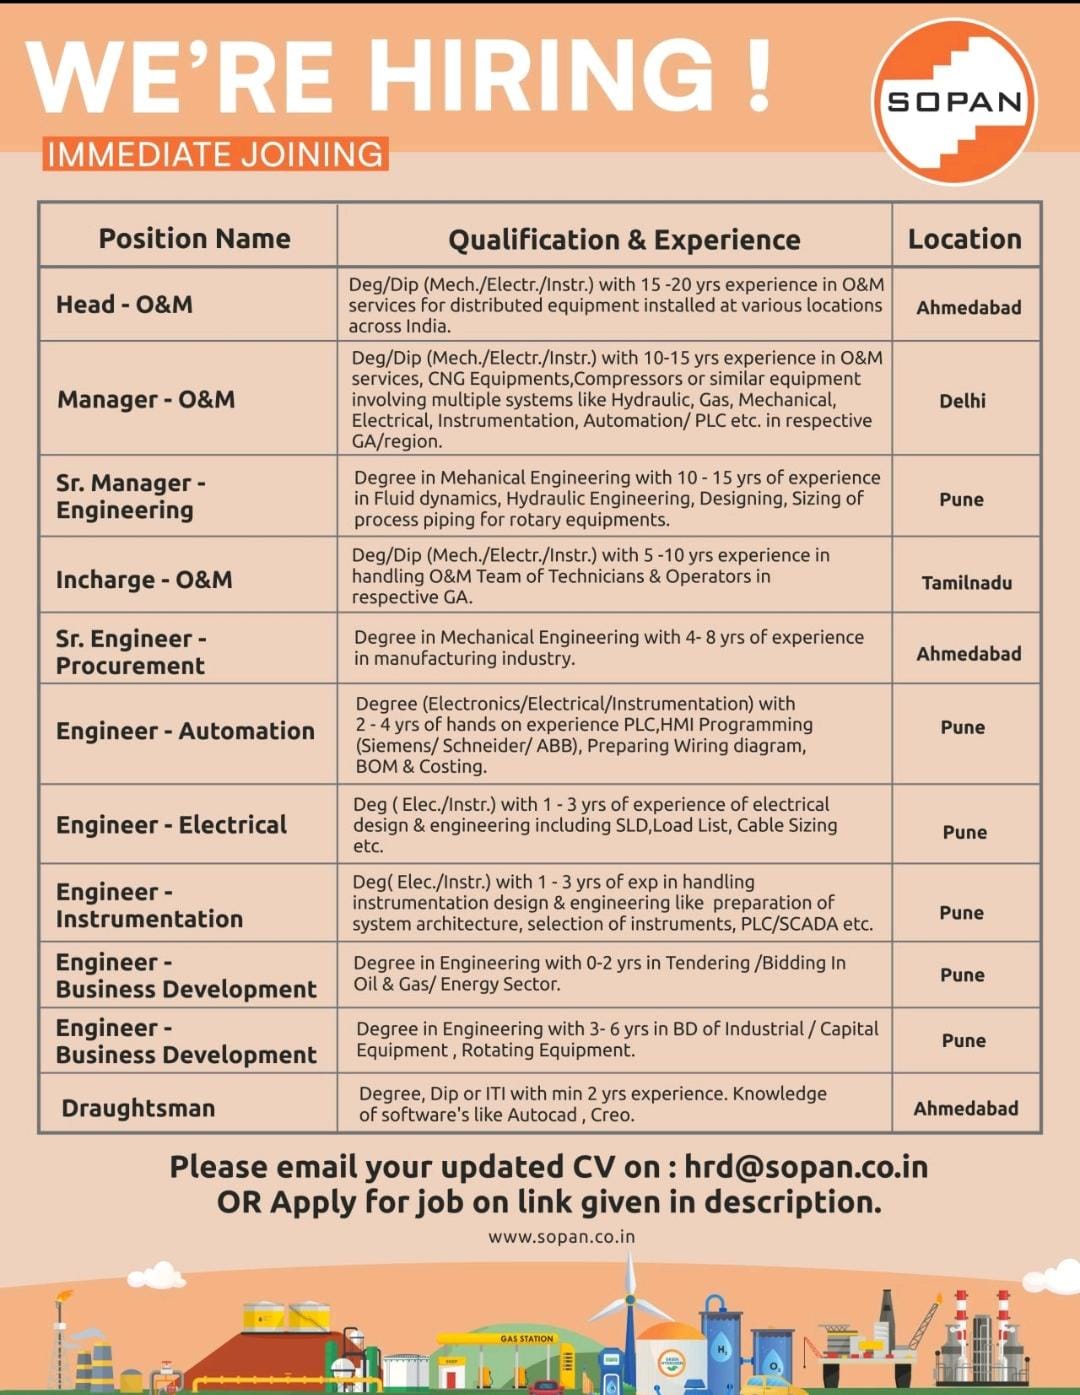 WE'RE HIRING !
SOPAN
IMMEDIATE JOINING
Position Name
Qualification & Experience
Location
Head - O&M
Deg/Dip (Mech./Electr./Instr.) with 15 -20 yrs experience in O&M
services for distributed equipment installed at various locations
across India.
Ahmedabad
Manager - O&M
Deg/Dip (Mech./Electr./Instr.) with 10-15 yrs experience in O&M
services, CNG Equipments,Compressors or similar equipment
involving multiple systems like Hydraulic, Gas, Mechanical,
Electrical, Instrumentation, Automation/ PLC etc. in respective
GA/region.
Delhi
Sr. Manager -
Engineering
Degree in Mehanical Engineering with 10 - 15 yrs of experience
in Fluid dynamics, Hydraulic Engineering, Designing, Sizing of
process piping for rotary equipments.
Pune
Incharge - O&M
Deg/Dip (Mech./Electr./Instr.) with 5 -10 yrs experience in
handling O&M Team of Technicians & Operators in
respective GA.
Tamilnadu
Sr. Engineer -
Procurement
Degree in Mechanical Engineering with 4- 8 yrs of experience
in manufacturing industry.
Ahmedabad
Engineer - Automation
Degree (Electronics/Electrical/Instrumentation) with
2 - 4 yrs of hands on experience PLC,HMI Programming
(Siemens/ Schneider/ ABB), Preparing Wiring diagram,
BOM & Costing.
Pune
Engineer - Electrical
Deg ( Elec./Instr.) with 1 - 3 yrs of experience of electrical
design & engineering including SLD,Load List, Cable Sizing
etc.
Pune
Engineer -
Instrumentation
Deg( Elec./Instr.) with 1 - 3 yrs of exp in handling
instrumentation design & engineering like preparation of
system architecture, selection of instruments, PLC/SCADA etc.
Pune
Engineer -
Business Development
Degree in Engineering with 0-2 yrs in Tendering /Bidding In
Oil & Gas/ Energy Sector.
Pune
Engineer -
Business Development
Degree in Engineering with 3- 6 yrs in BD of Industrial / Capital
Equipment , Rotating Equipment.
Pune
Draughtsman
Degree, Dip or ITI with min 2 yrs experience. Knowledge
of software's like Autocad , Creo.
Ahmedabad
Please email your updated CV on : hrd@sopan.co.in
OR Apply for job on link given in description.
www.sopan.co.in
GAS STATION
H₂
O₂